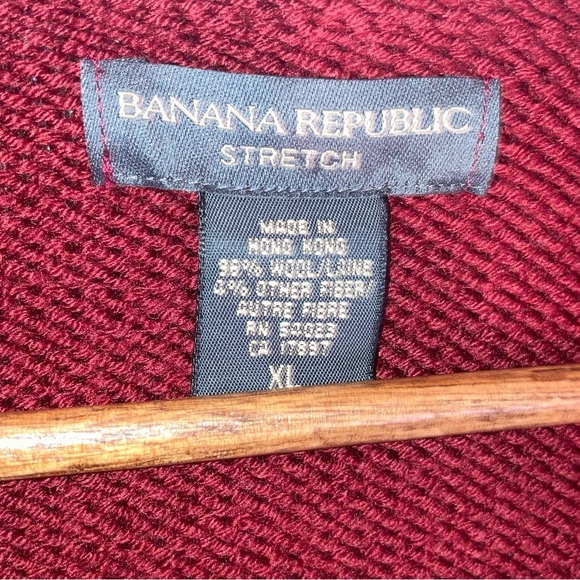 BANANA REPUBLIC
STRETCH
MADE IN
HONG KONG
96% WOOL/LAINE
4% OTHER FIBER
AUTRE FIBRE
RN 54023
CA 17897
XL